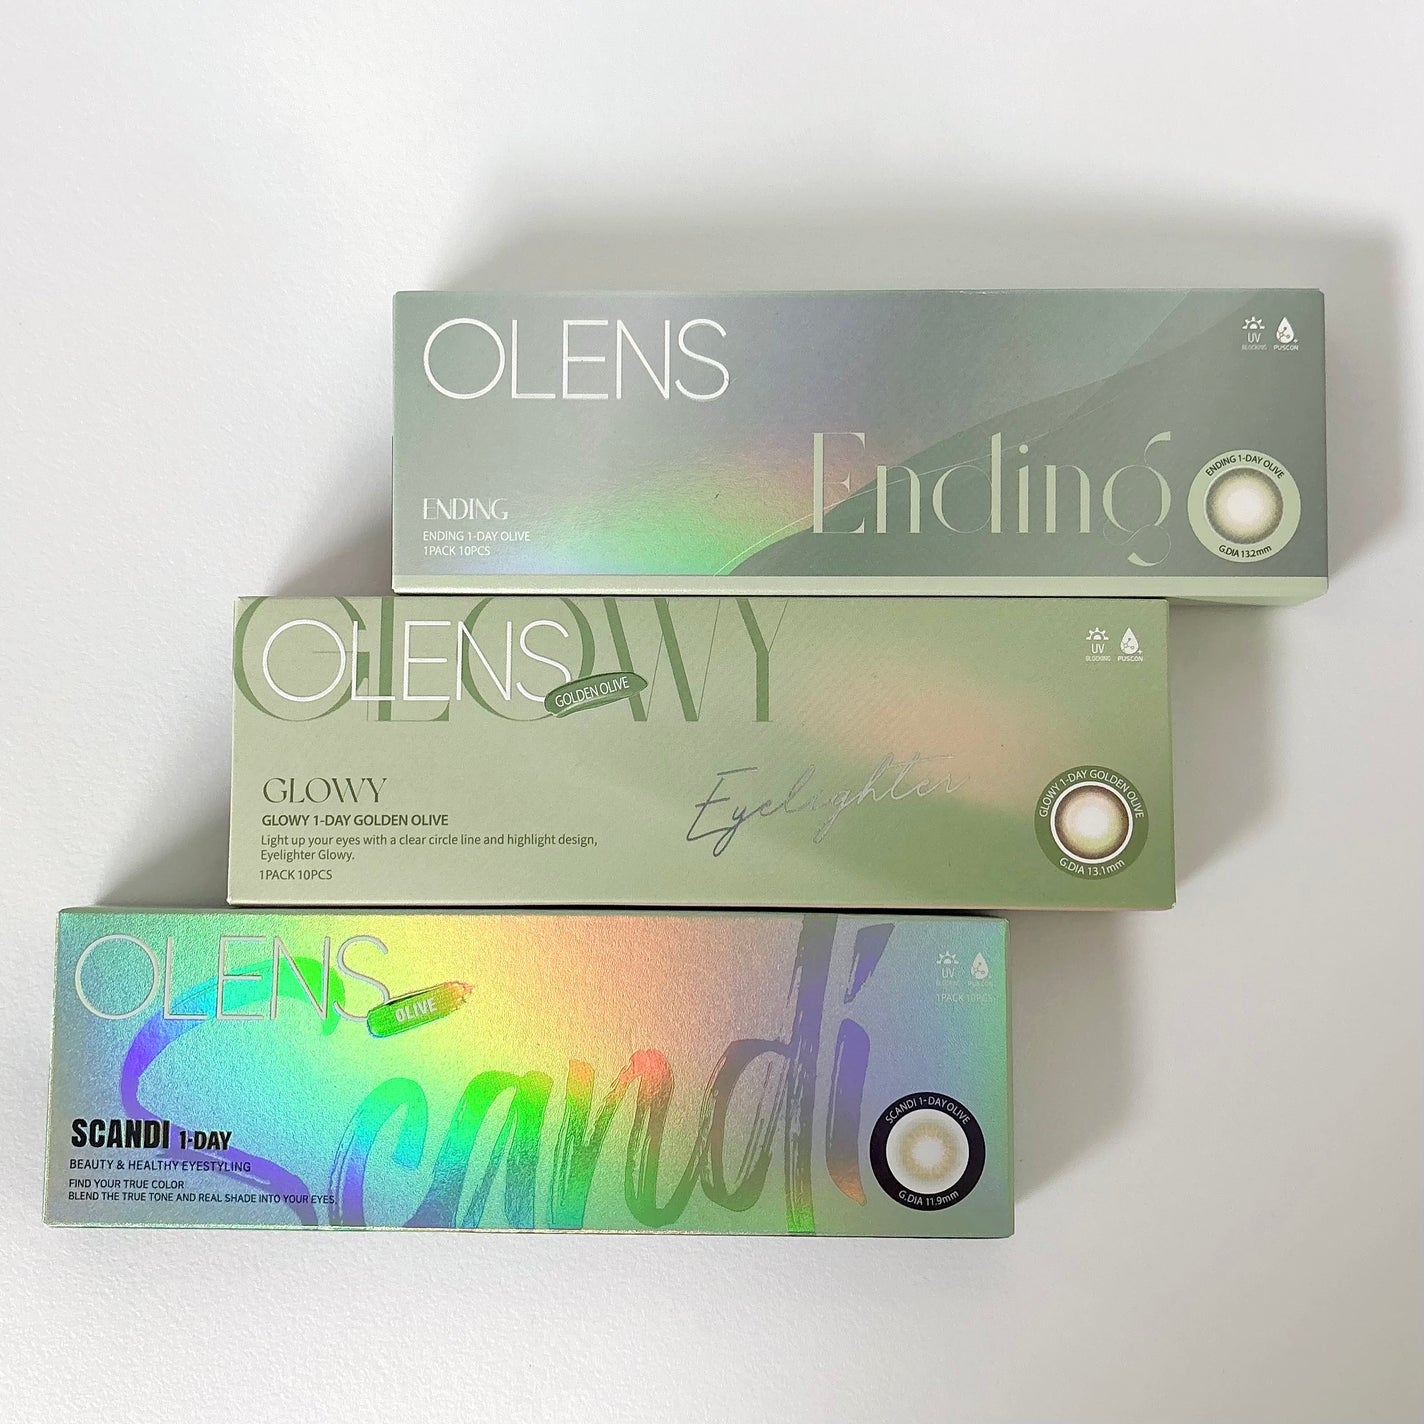 OLENS
UV
BLOCKING
PUSCON
Ending
ENDING
ENDING 1-DAY OLIVE
1PACK 10PCS
ENDING 1-DAY OLIVE
G.DIA 13.2mm
GLOWY
OLENS
GOLDEN OLIVE
UV
BLOCKING
PUSCON
Eyelighter
GLOWY
GLOWY 1-DAY GOLDEN OLIVE
Light up your eyes with a clear circle line and highlight design,
Eyelighter Glowy.
1PACK 10PCS
GLOWY 1-DAY GOLDEN OLIVE
G.DIA 13.1mm
OLENS
OLIVE
UV
BLOCKING
PUSCON
1PACK 10PCS
Scandi
SCANDI 1-DAY
BEAUTY & HEALTHY EYESTYLING
FIND YOUR TRUE COLOR
BLEND THE TRUE TONE AND REAL SHADE INTO YOUR EYES.
SCANDI 1-DAY OLIVE
G.DIA 11.9mm